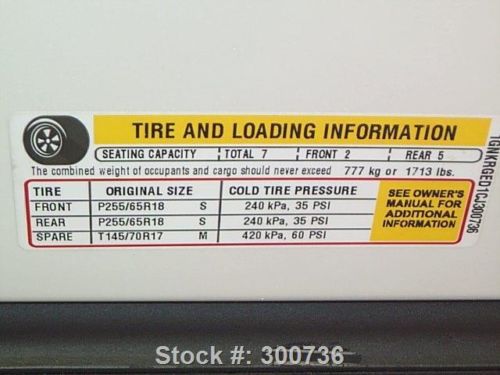 TIRE AND LOADING INFORMATION
SEATING CAPACITY TOTAL 7 FRONT 2 REAR 5
The combined weight of occupants and cargo should never exceed 777 kg or 1713 lbs.
TIRE ORIGINAL SIZE COLD TIRE PRESSURE
FRONT P255/65R18 S 240 kPa, 35 PSI
REAR P255/65R18 S 240 kPa, 35 PSI
SPARE T145/70R17 M 420 kPa, 60 PSI
SEE OWNER'S
MANUAL FOR
ADDITIONAL
INFORMATION
1GNKRGED1CJ300736
Stock #: 300736